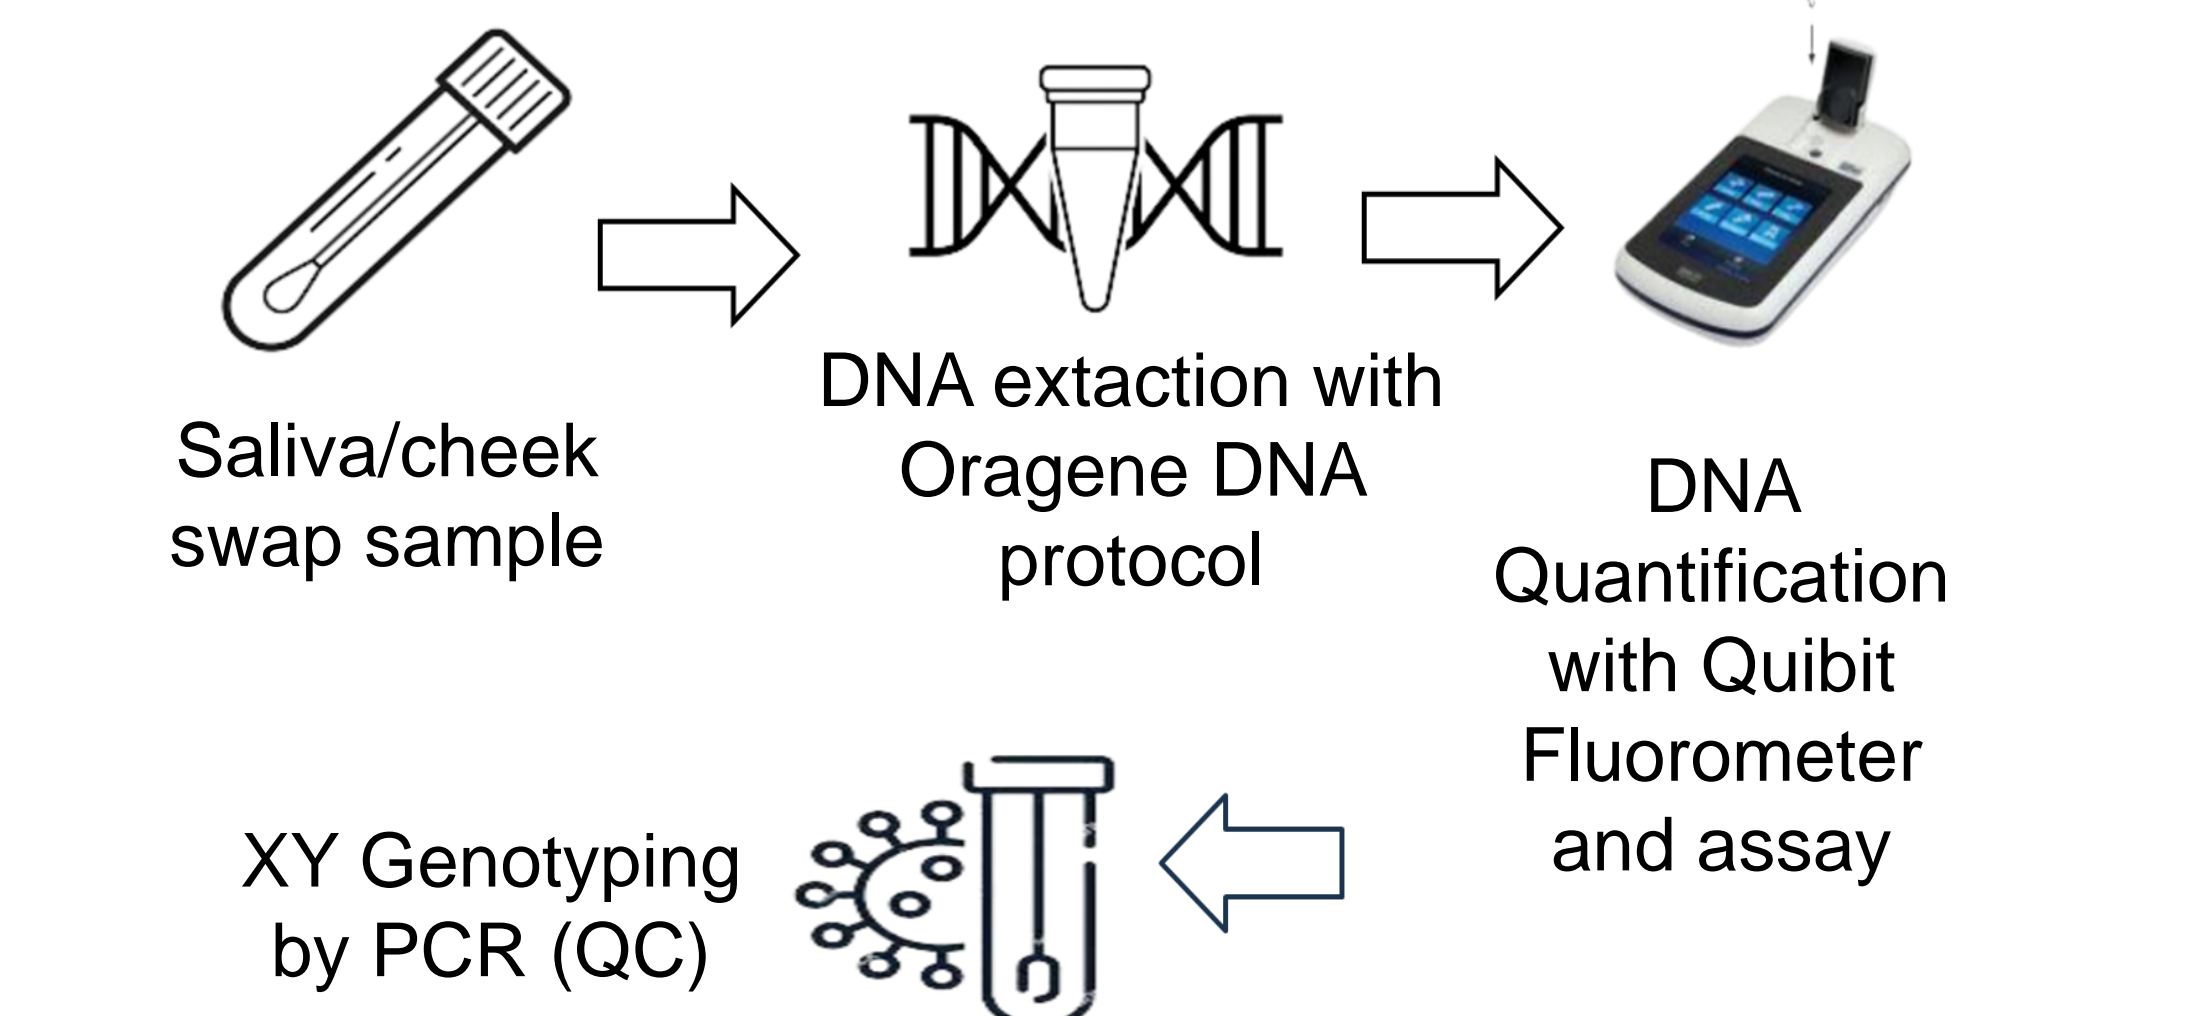 Saliva/cheek
swap sample
DNA extaction with
Oragene DNA
protocol
DNA
Quantification
with Quibit
Fluorometer
and assay
XY Genotyping
by PCR (QC)